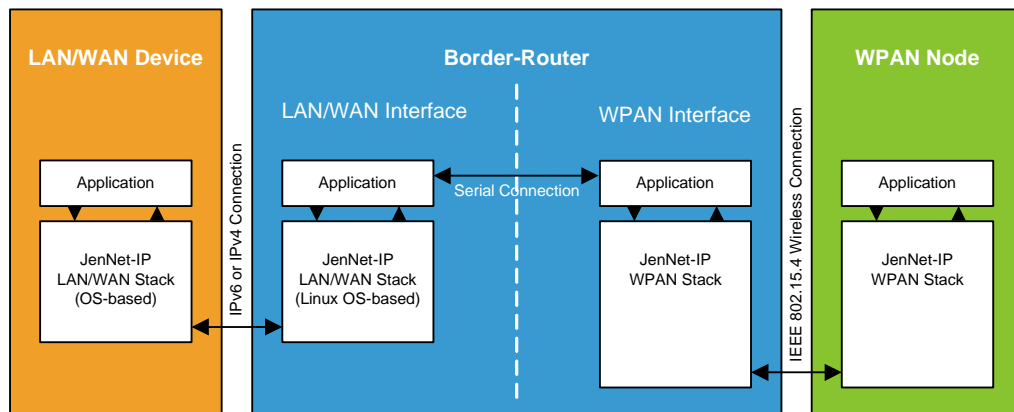 LAN/WAN Device
Border-Router
WPAN Node
LAN/WAN Interface
WPAN Interface
Application
Application
Application
Application
Serial Connection
IPv6 or IPv4 Connection
IEEE 802.15.4 Wireless Connection
JenNet-IP
LAN/WAN Stack
(OS-based)
JenNet-IP
LAN/WAN Stack
(Linux OS-based)
JenNet-IP
WPAN Stack
JenNet-IP
WPAN Stack